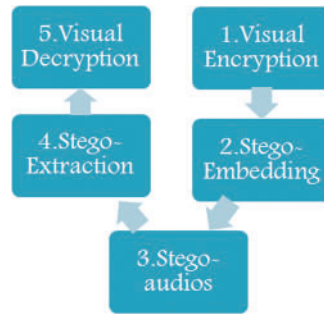 1.Visual
Encryption
2.Stego-
Embedding
3.Stego-
audios
4.Stego-
Extraction
5.Visual
Decryption